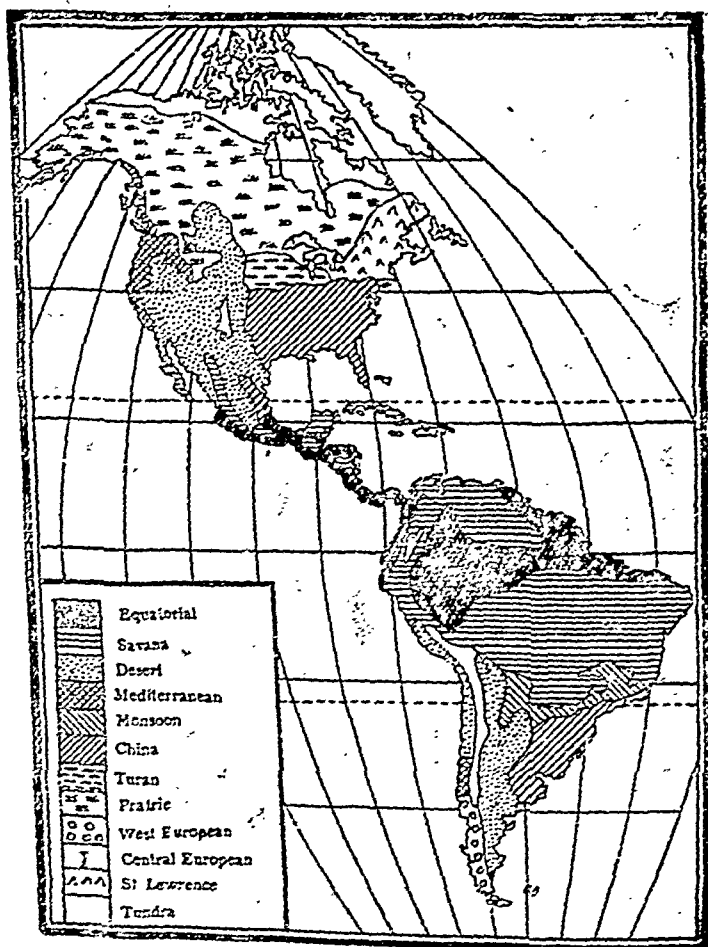 Equatorial
Savana
Desert
Mediterranean
Monsoon
China
Turan
Prairie
West European
Central European
St Lawrence
Tundra